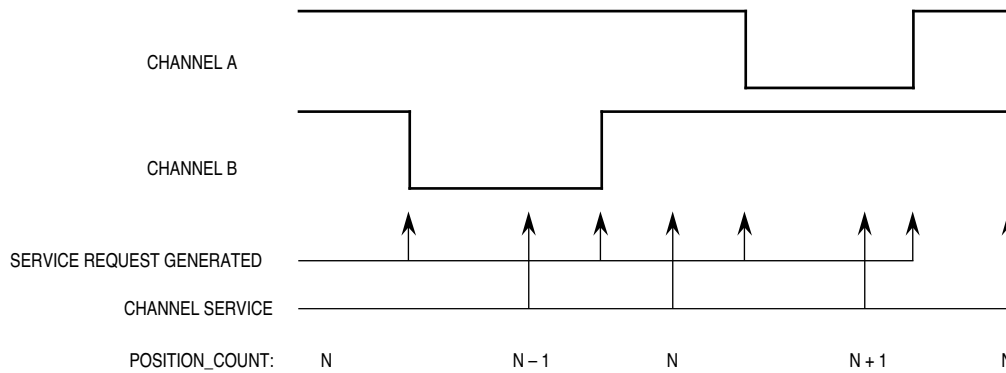 CHANNEL A
CHANNEL B
SERVICE REQUEST GENERATED
CHANNEL SERVICE
POSITION_COUNT: N N – 1 N N + 1 N